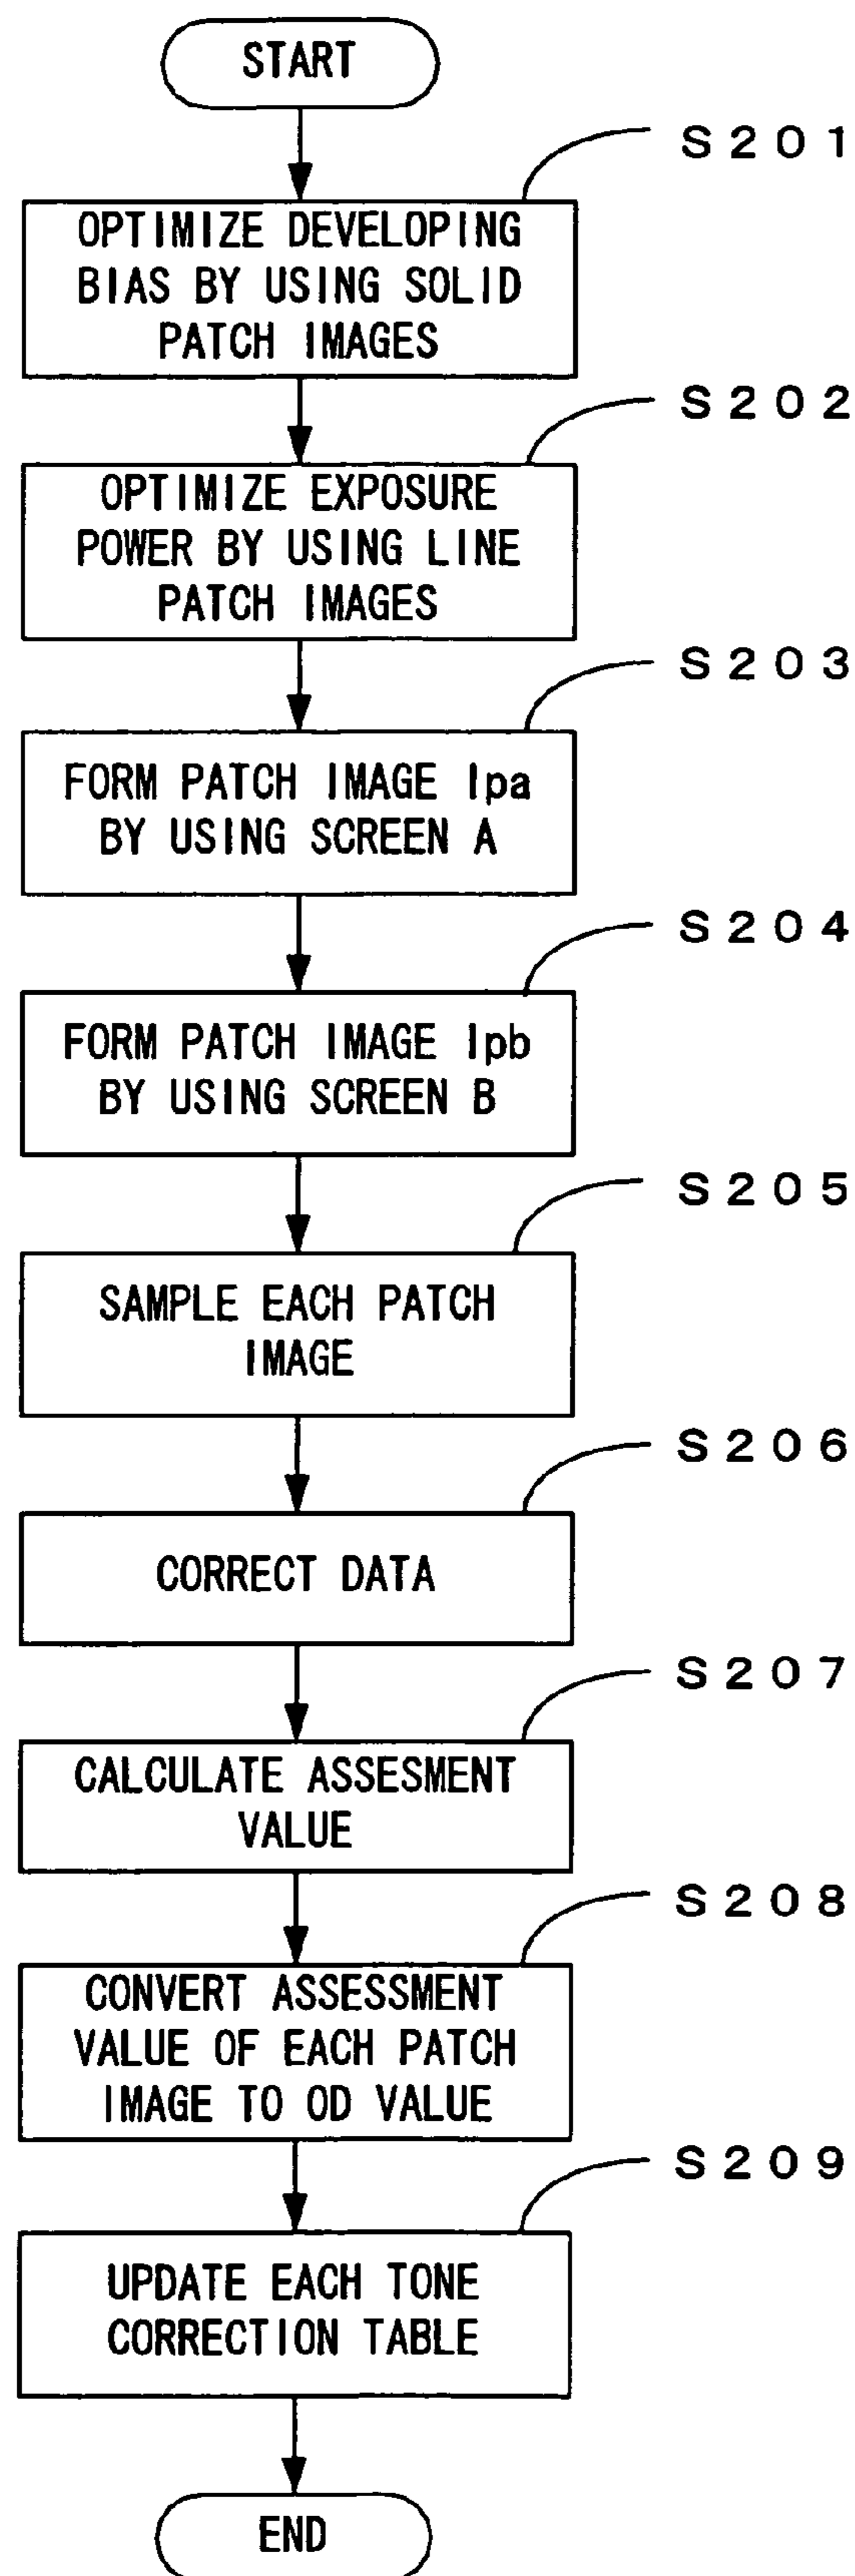 START
S201
OPTIMIZE DEVELOPING
BIAS BY USING SOLID
PATCH IMAGES
S202
OPTIMIZE EXPOSURE
POWER BY USING LINE
PATCH IMAGES
S203
FORM PATCH IMAGE Ipa
BY USING SCREEN A
S204
FORM PATCH IMAGE Ipb
BY USING SCREEN B
S205
SAMPLE EACH PATCH
IMAGE
S206
CORRECT DATA
S207
CALCULATE ASSESMENT
VALUE
S208
CONVERT ASSESSMENT
VALUE OF EACH PATCH
IMAGE TO OD VALUE
S209
UPDATE EACH TONE
CORRECTION TABLE
END